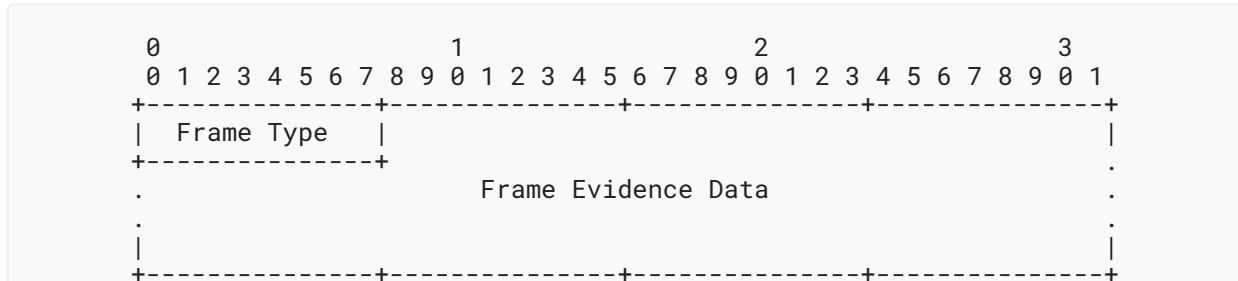 0                   1                   2                   3
0 1 2 3 4 5 6 7 8 9 0 1 2 3 4 5 6 7 8 9 0 1 2 3 4 5 6 7 8 9 0 1
+---------------+---------------+---------------+---------------+
|  Frame Type   |                                               |
+---------------+                                               .
.                      Frame Evidence Data                      .
.                                                               .
|                                                               |
+---------------+---------------+---------------+---------------+